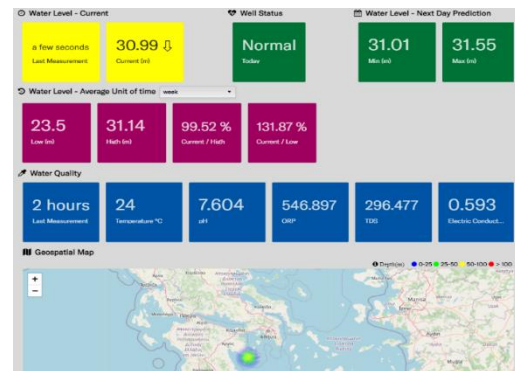 Water Level - Current
Well Status
Water Level - Next Day Prediction
a few seconds
Last Measurement
30.99 ⇩
Current (m)
Normal
Today
31.01
Min (m)
31.55
Max (m)
Water Level - Average Unit of time week
23.5
Low (m)
31.14
High (m)
99.52 %
Current / High
131.87 %
Current / Low
Water Quality
2 hours
Last Measurement
24
Temperature °C
7.604
pH
546.897
ORP
296.477
TDS
0.593
Electric Conduct...
Geospatial Map
Depth(m): 0-25 25-50 50-100 > 100
+
−